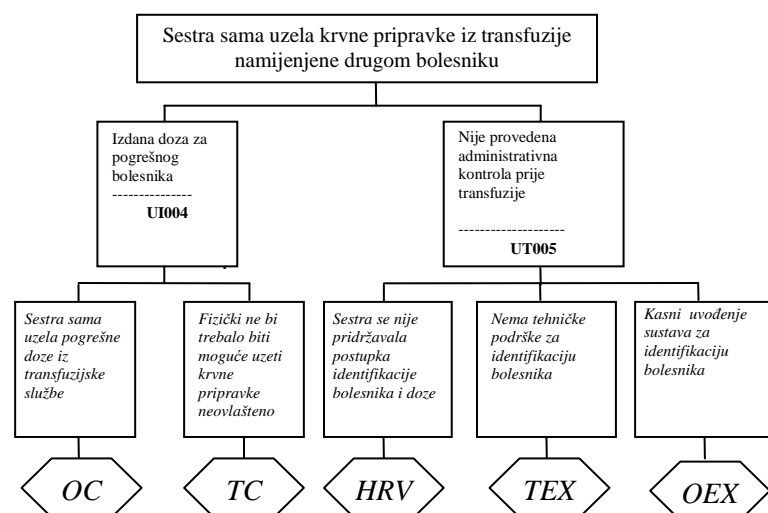 Sestra sama uzela krvne pripravke iz transfuzije
namijenjene drugom bolesniku
Izdana doza za
pogrešnog
bolesnika
---------------
UI004
Nije provedena
administrativna
kontrola prije
transfuzije
--------------------
UT005
Sestra sama
uzela pogrešne
doze iz
transfuzijske
službe
Fizički ne bi
trebalo biti
moguće uzeti
krvne
pripravke
neovlašteno
Sestra se nije
pridržavala
postupka
identifikacije
bolesnika i doze
Nema tehničke
podrške za
identifikaciju
bolesnika
Kasni uvođenje
sustava za
identifikaciju
bolesnika
OC
TC
HRV
TEX
OEX